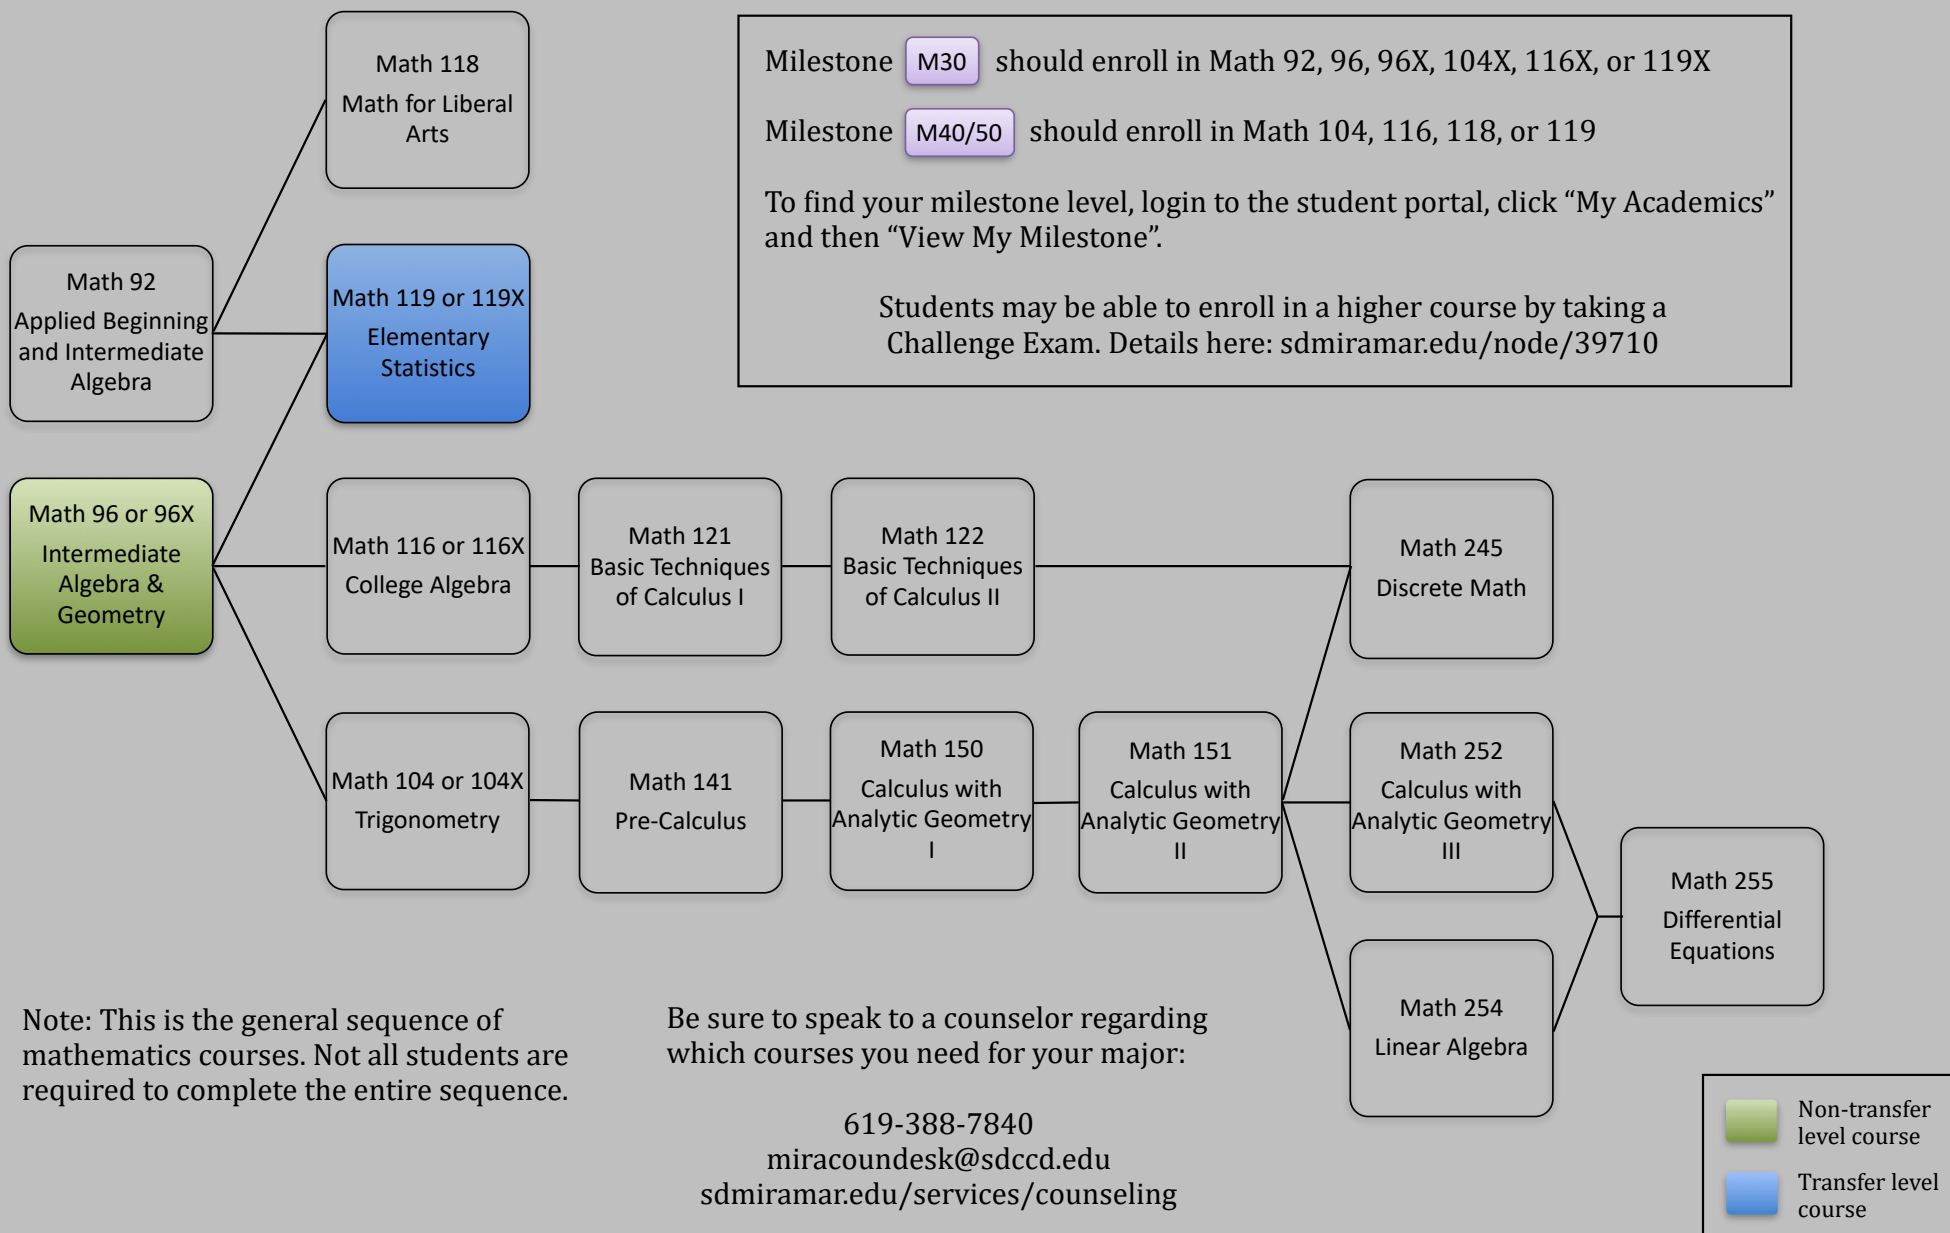 Math 118
Math for Liberal
Arts
Milestone M30 should enroll in Math 92, 96, 96X, 104X, 116X, or 119X
Milestone M40/50 should enroll in Math 104, 116, 118, or 119
To find your milestone level, login to the student portal, click “My Academics”
and then “View My Milestone”.
Students may be able to enroll in a higher course by taking a
Challenge Exam. Details here: sdmiramar.edu/node/39710
Math 92
Applied Beginning
and Intermediate
Algebra
Math 119 or 119X
Elementary
Statistics
Math 96 or 96X
Intermediate
Algebra &
Geometry
Math 116 or 116X
College Algebra
Math 121
Basic Techniques
of Calculus I
Math 122
Basic Techniques
of Calculus II
Math 245
Discrete Math
Math 104 or 104X
Trigonometry
Math 141
Pre-Calculus
Math 150
Calculus with
Analytic Geometry
I
Math 151
Calculus with
Analytic Geometry
II
Math 252
Calculus with
Analytic Geometry
III
Math 255
Differential
Equations
Math 254
Linear Algebra
Note: This is the general sequence of
mathematics courses. Not all students are
required to complete the entire sequence.
Be sure to speak to a counselor regarding
which courses you need for your major:
619-388-7840
miracoundesk@sdccd.edu
sdmiramar.edu/services/counseling
Non-transfer
level course
Transfer level
course